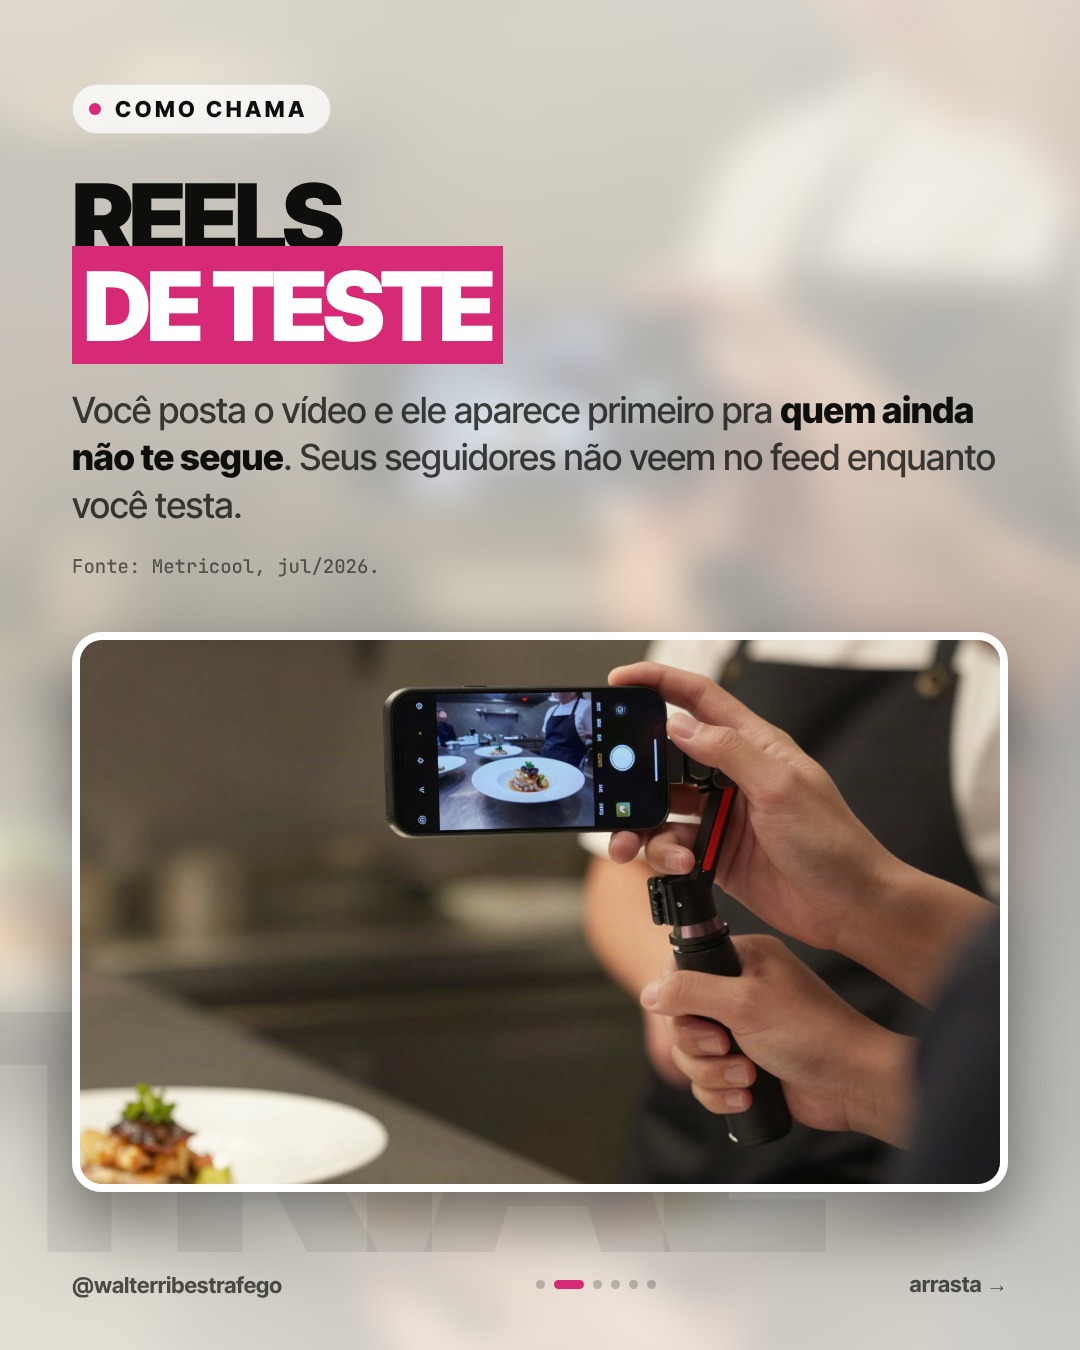 COMO CHAMA
REELS
DE TESTE
Você posta o vídeo e ele aparece primeiro pra quem ainda
não te segue. Seus seguidores não veem no feed enquanto
você testa.
Fonte: Metricool, jul/2026.
@walterribestrafego
arrasta →